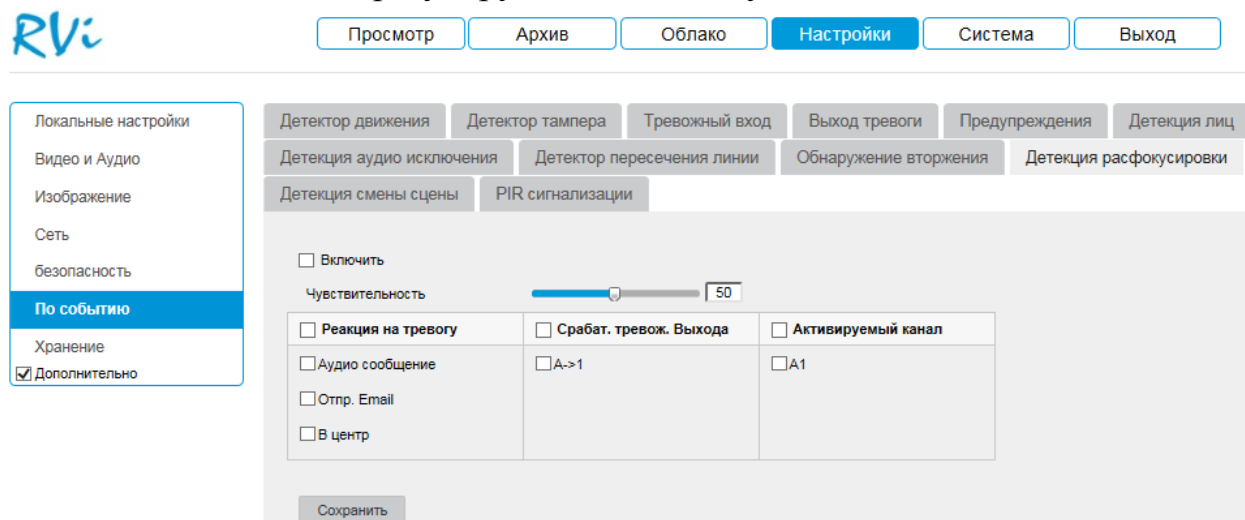 RVi
Просмотр Архив Облако Настройки Система Выход
Локальные настройки
Видео и Аудио
Изображение
Сеть
безопасность
По событию
Хранение
Дополнительно
Детектор движения Детектор тампера Тревожный вход Выход тревоги Предупреждения Детекция лиц
Детекция аудио исключения Детектор пересечения линии Обнаружение вторжения Детекция расфокусировки
Детекция смены сцены PIR сигнализации
Включить
Чувствительность 50
Реакция на тревогу Срабат. тревож. Выхода Активируемый канал
Аудио сообщение A->1 A1
Отпр. Email
В центр
Сохранить